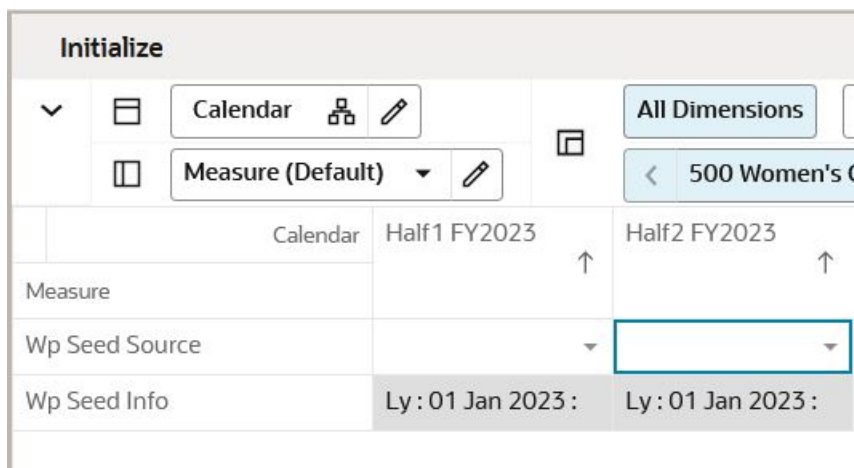 Initialize
Calendar
All Dimensions
Measure (Default)
500 Women's
Calendar
Half1 FY2023
Half2 FY2023
Measure
Wp Seed Source
Wp Seed Info
Ly : 01 Jan 2023 :
Ly : 01 Jan 2023 :